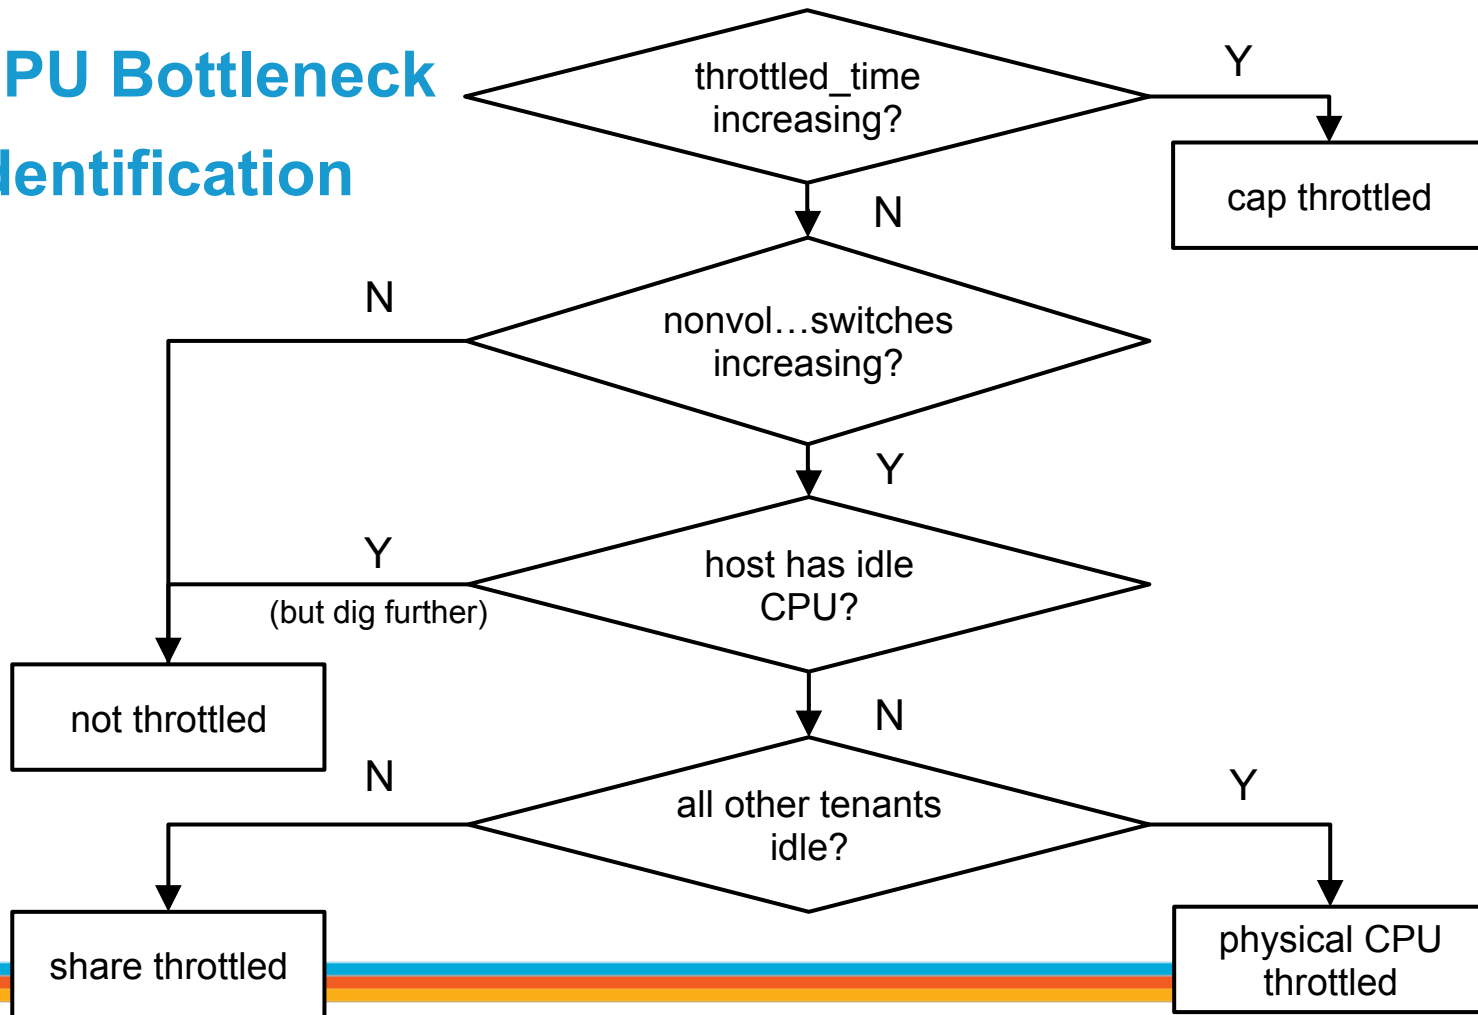 PU Bottleneck
dentification
throttled_time
increasing?
Y
cap throttled
N
nonvol…switches
increasing?
N
Y
host has idle
CPU?
Y
(but dig further)
not throttled
N
all other tenants
idle?
N
Y
share throttled
physical CPU
throttled